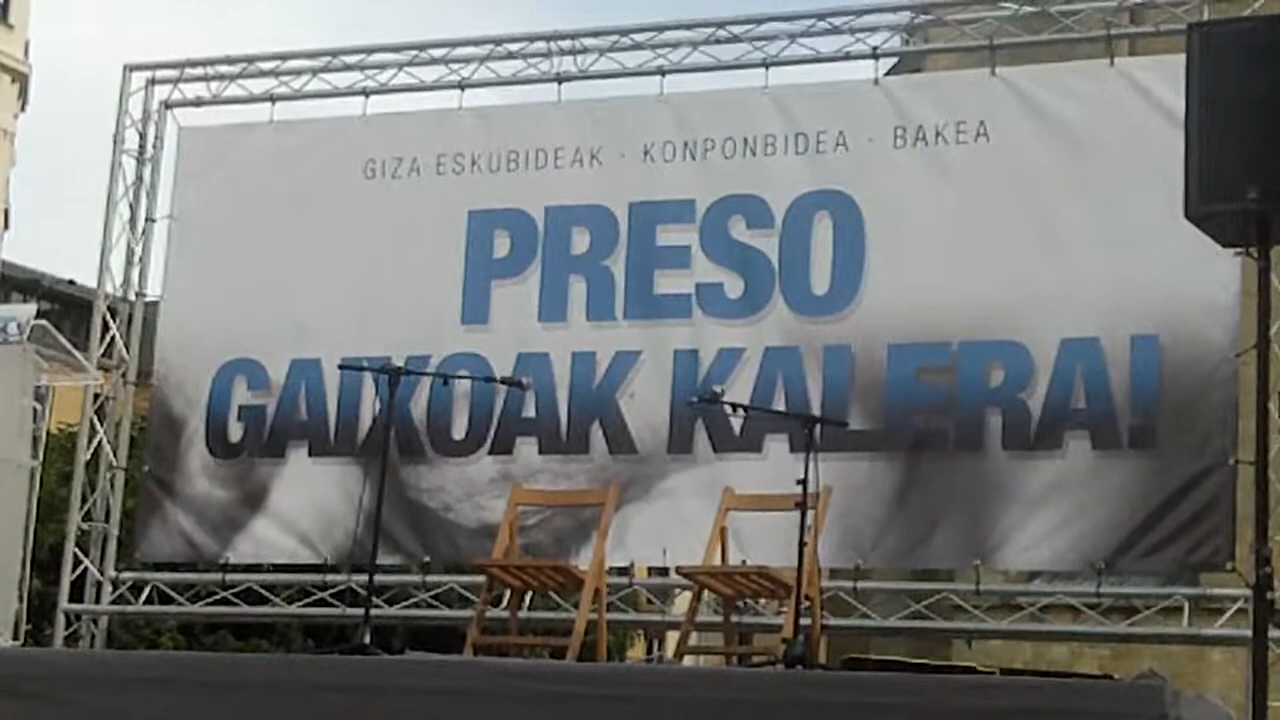 GIZA ESKUBIDEAK · KONPONBIDEA · BAKEA
PRESO
GAIXOAK KALERA!